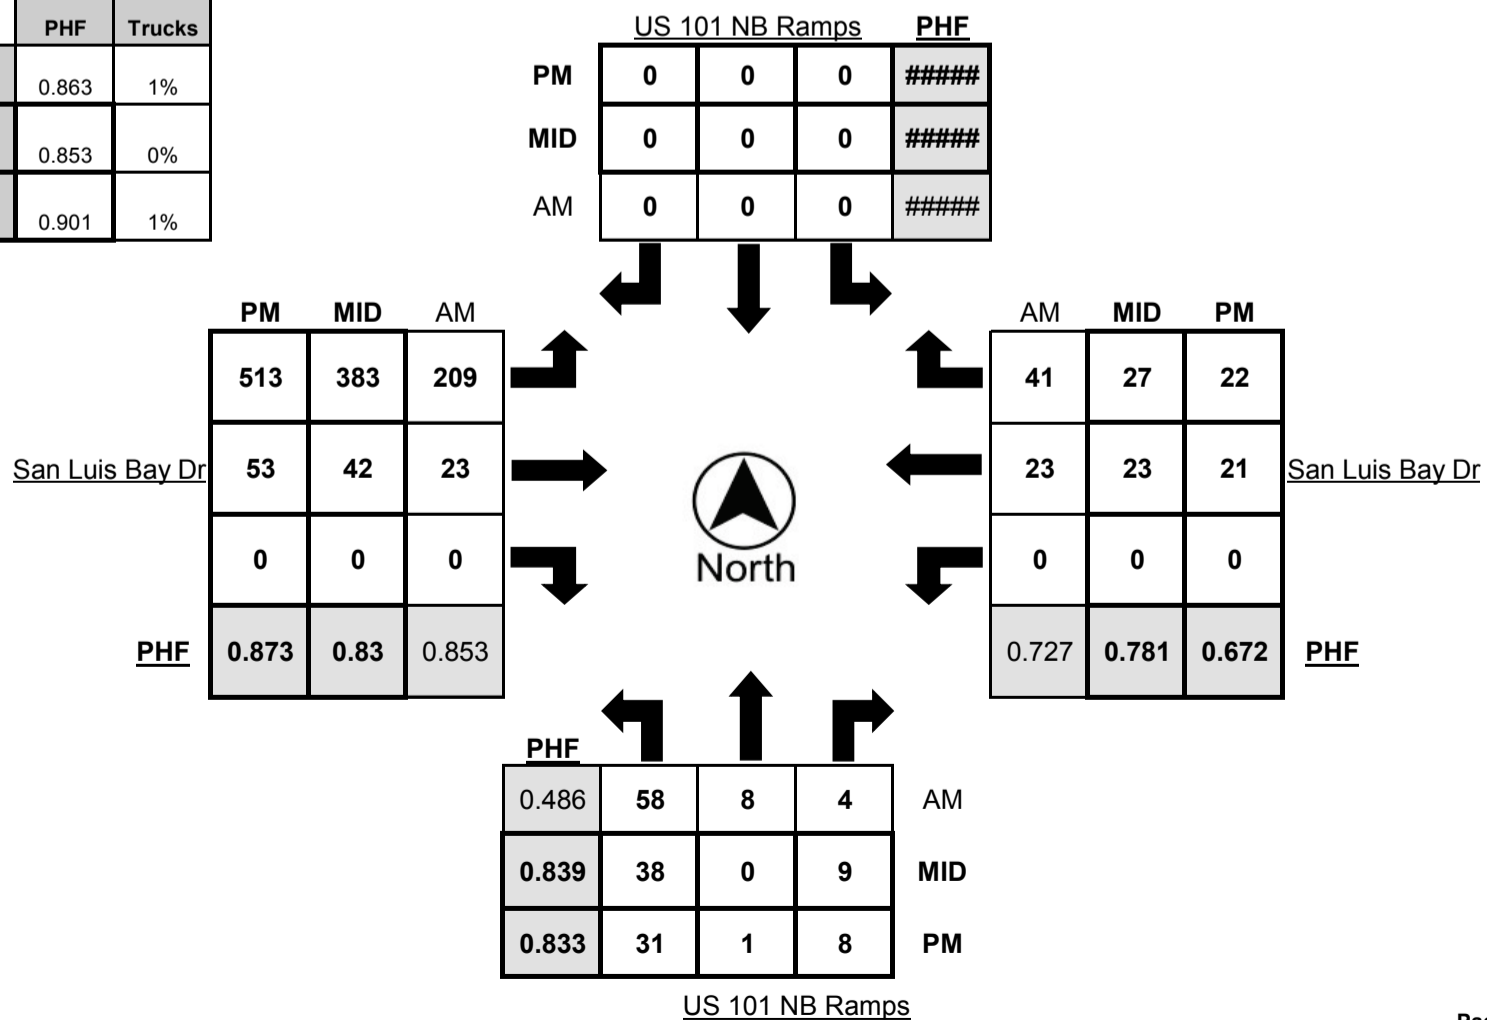 PHF Trucks
0.863 1%
0.853 0%
0.901 1%
US 101 NB Ramps PHF
PM 0 0 0 #####
MID 0 0 0 #####
AM 0 0 0 #####
PM MID AM
513 383 209
San Luis Bay Dr 53 42 23
0 0 0
PHF 0.873 0.83 0.853
AM MID PM
41 27 22
23 23 21 San Luis Bay Dr
0 0 0
0.727 0.781 0.672 PHF
North
PHF
0.486 58 8 4 AM
0.839 38 0 9 MID
0.833 31 1 8 PM
US 101 NB Ramps